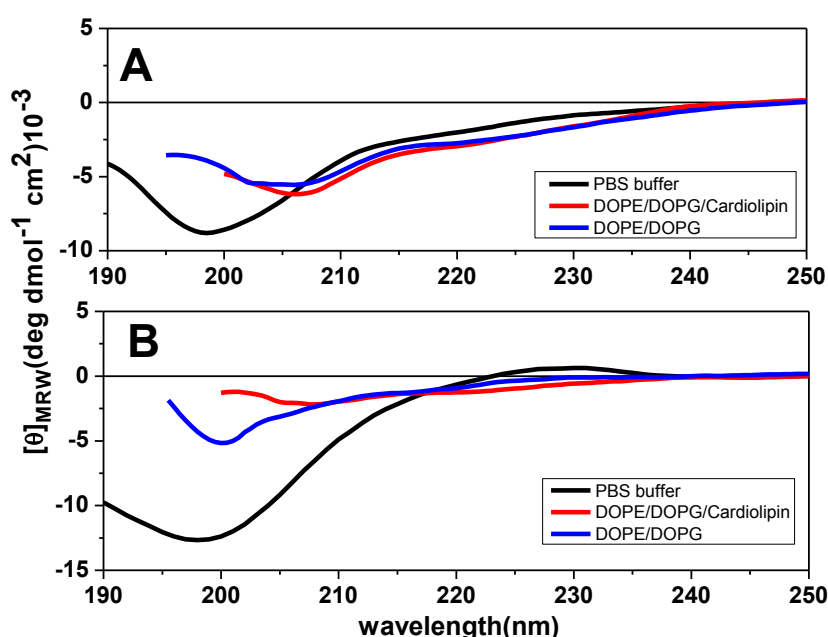 [θ]MRW(deg dmol⁻¹ cm²)10⁻³
A
5
0
-5
-10
190 200 210 220 230 240 250
PBS buffer
DOPE/DOPG/Cardiolipin
DOPE/DOPG
B
5
0
-5
-10
-15
190 200 210 220 230 240 250
PBS buffer
DOPE/DOPG/Cardiolipin
DOPE/DOPG
wavelength(nm)